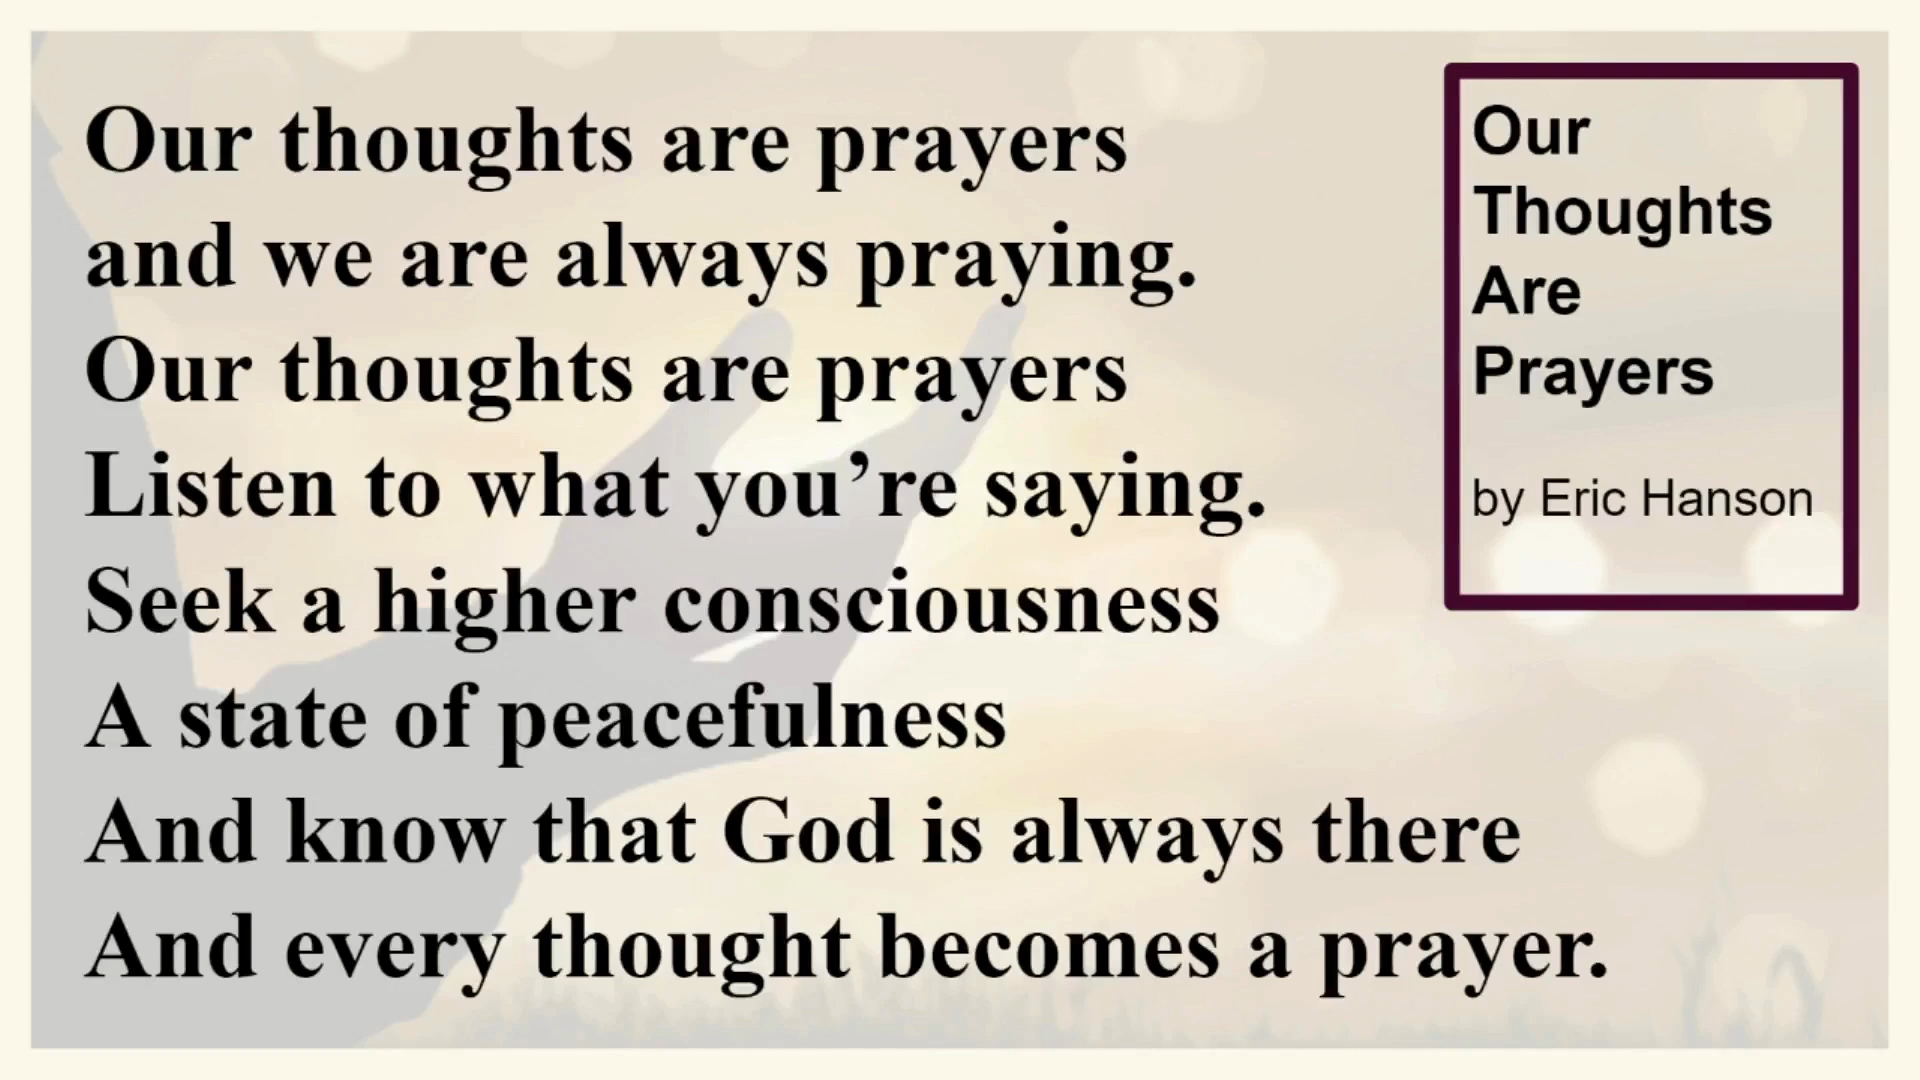 Our thoughts are prayers
and we are always praying.
Our thoughts are prayers
Listen to what you’re saying.
Seek a higher consciousness
A state of peacefulness
And know that God is always there
And every thought becomes a prayer.
Our
Thoughts
Are
Prayers
by Eric Hanson